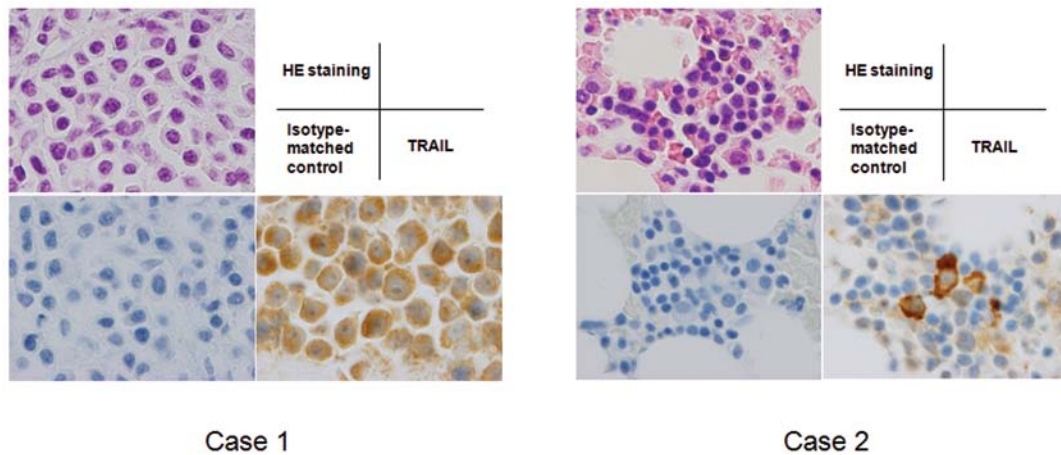 HE staining
Isotype-
matched
control
TRAIL
HE staining
Isotype-
matched
control
TRAIL
Case 1
Case 2